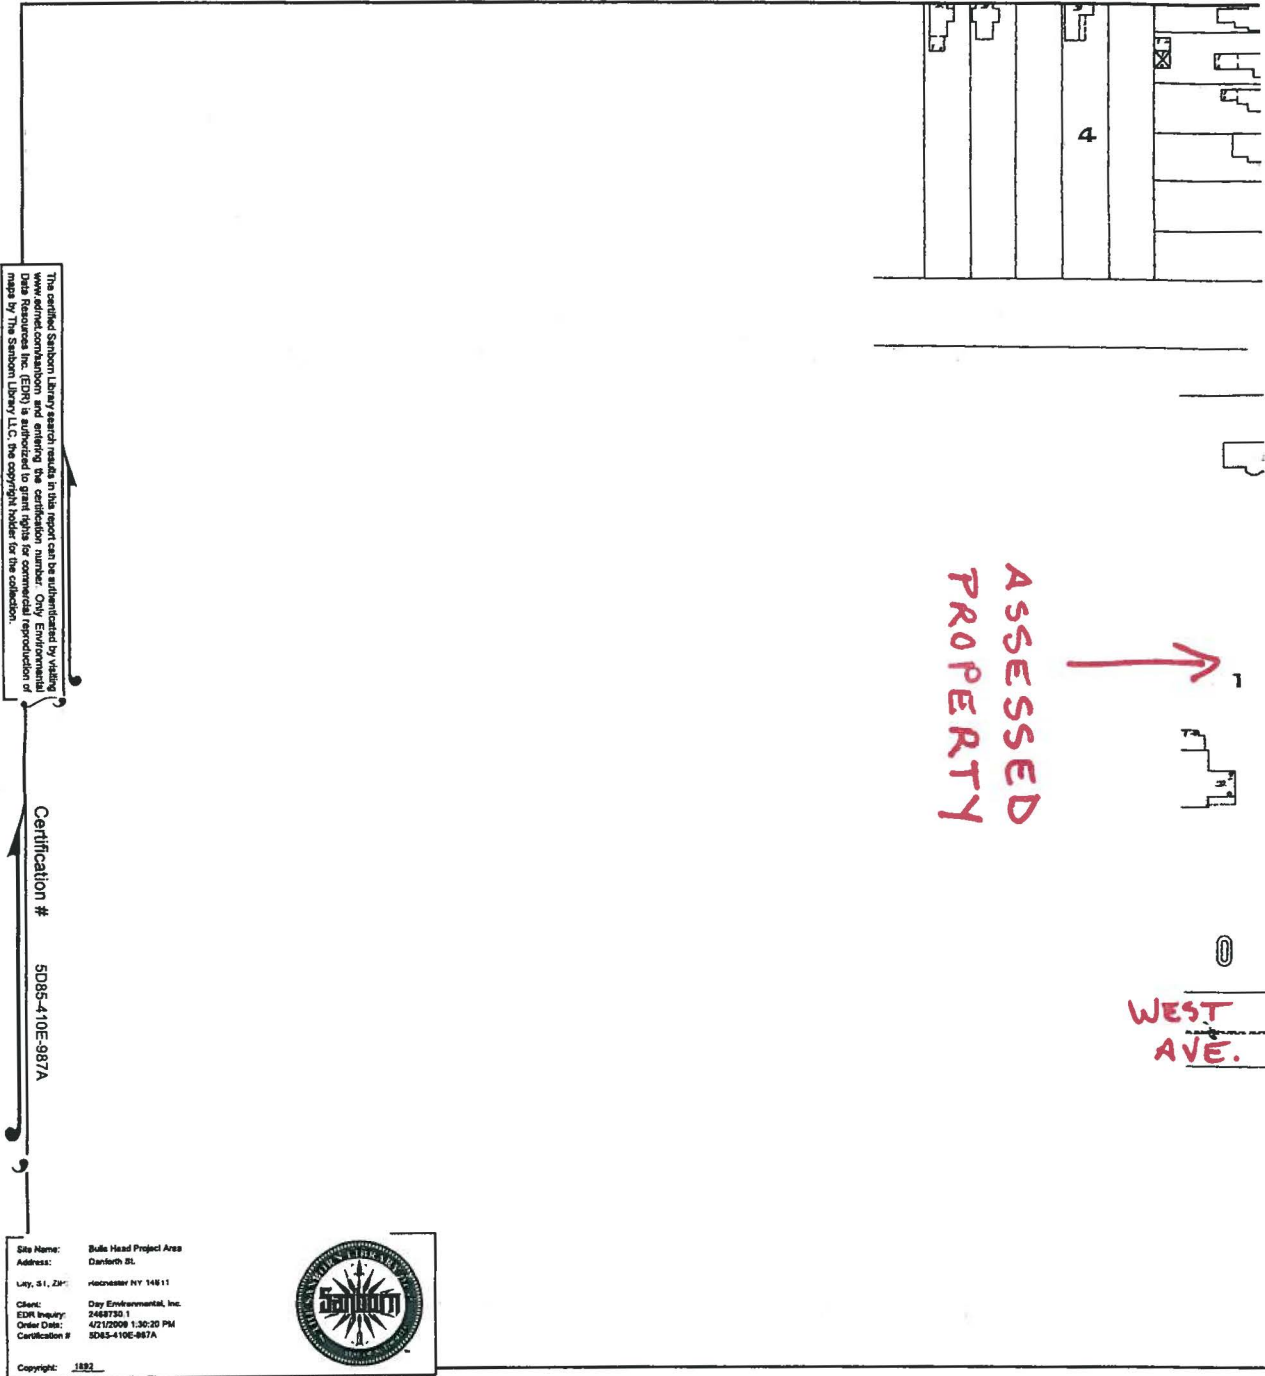 4
1
ASSESSED
PROPERTY
WEST
AVE.
The certified Sanborn Library search results in this report can be authenticated by visiting
www.edrnet.com/sanborn and entering the certification number. Only Environmental
Data Resources Inc. (EDR) is authorized to grant rights for commercial reproduction of
maps by The Sanborn Library LLC, the copyright holder for the collection.
Certification # 5D85-410E-987A
Site Name: Bulls Head Project Area
Address: Danforth St.
City, ST, ZIP: Rochester NY 14611
Client: Day Environmental, Inc.
EDR Inquiry: 2468730.1
Order Date: 4/21/2009 1:30:20 PM
Certification # 5D85-410E-987A
Copyright: 1892
Sanborn